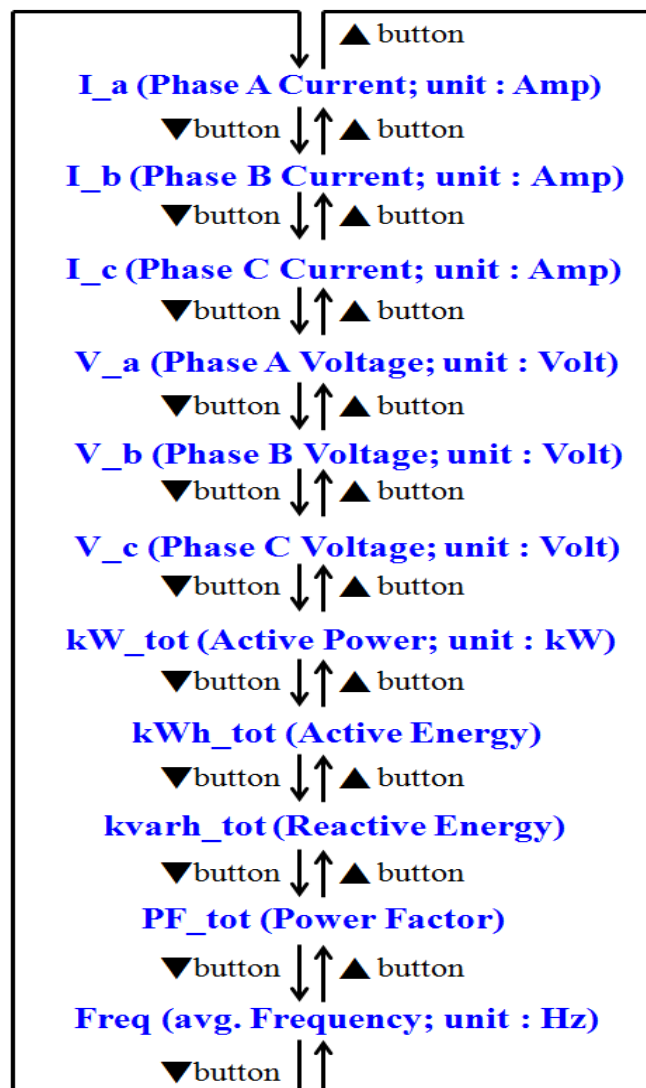 ▲ button
I_a (Phase A Current; unit : Amp)
▼button ▲ button
I_b (Phase B Current; unit : Amp)
▼button ▲ button
I_c (Phase C Current; unit : Amp)
▼button ▲ button
V_a (Phase A Voltage; unit : Volt)
▼button ▲ button
V_b (Phase B Voltage; unit : Volt)
▼button ▲ button
V_c (Phase C Voltage; unit : Volt)
▼button ▲ button
kW_tot (Active Power; unit : kW)
▼button ▲ button
kWh_tot (Active Energy)
▼button ▲ button
kvarh_tot (Reactive Energy)
▼button ▲ button
PF_tot (Power Factor)
▼button ▲ button
Freq (avg. Frequency; unit : Hz)
▼button